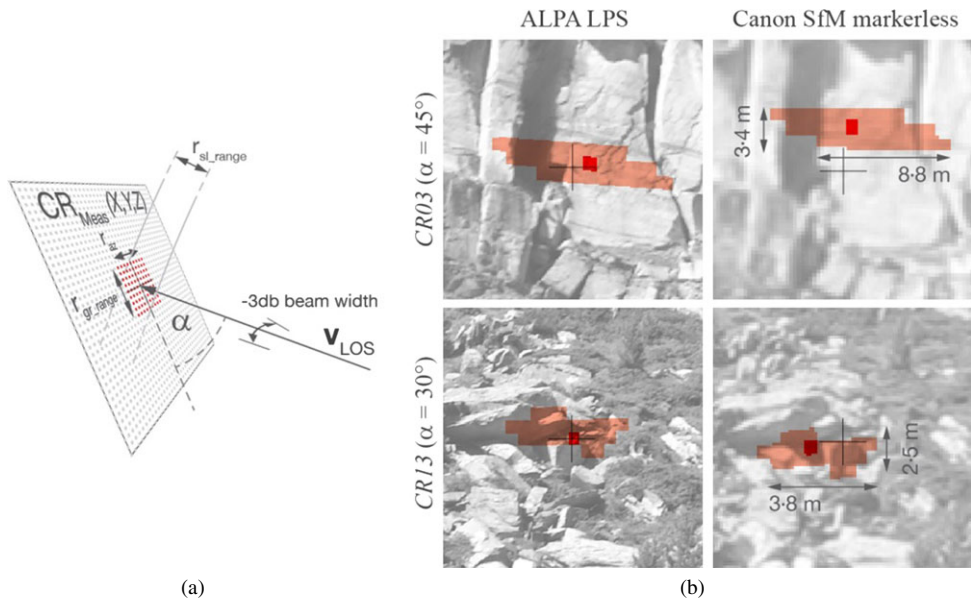 ALPA LPS
Canon SfM markerless
r sl_range
CR Meas (X,Y,Z)
r az
r gr_range
α
-3db beam width
V LOS
CR03 (α = 45°)
3·4 m
8·8 m
CR13 (α = 30°)
2·5 m
3·8 m
(a)
(b)